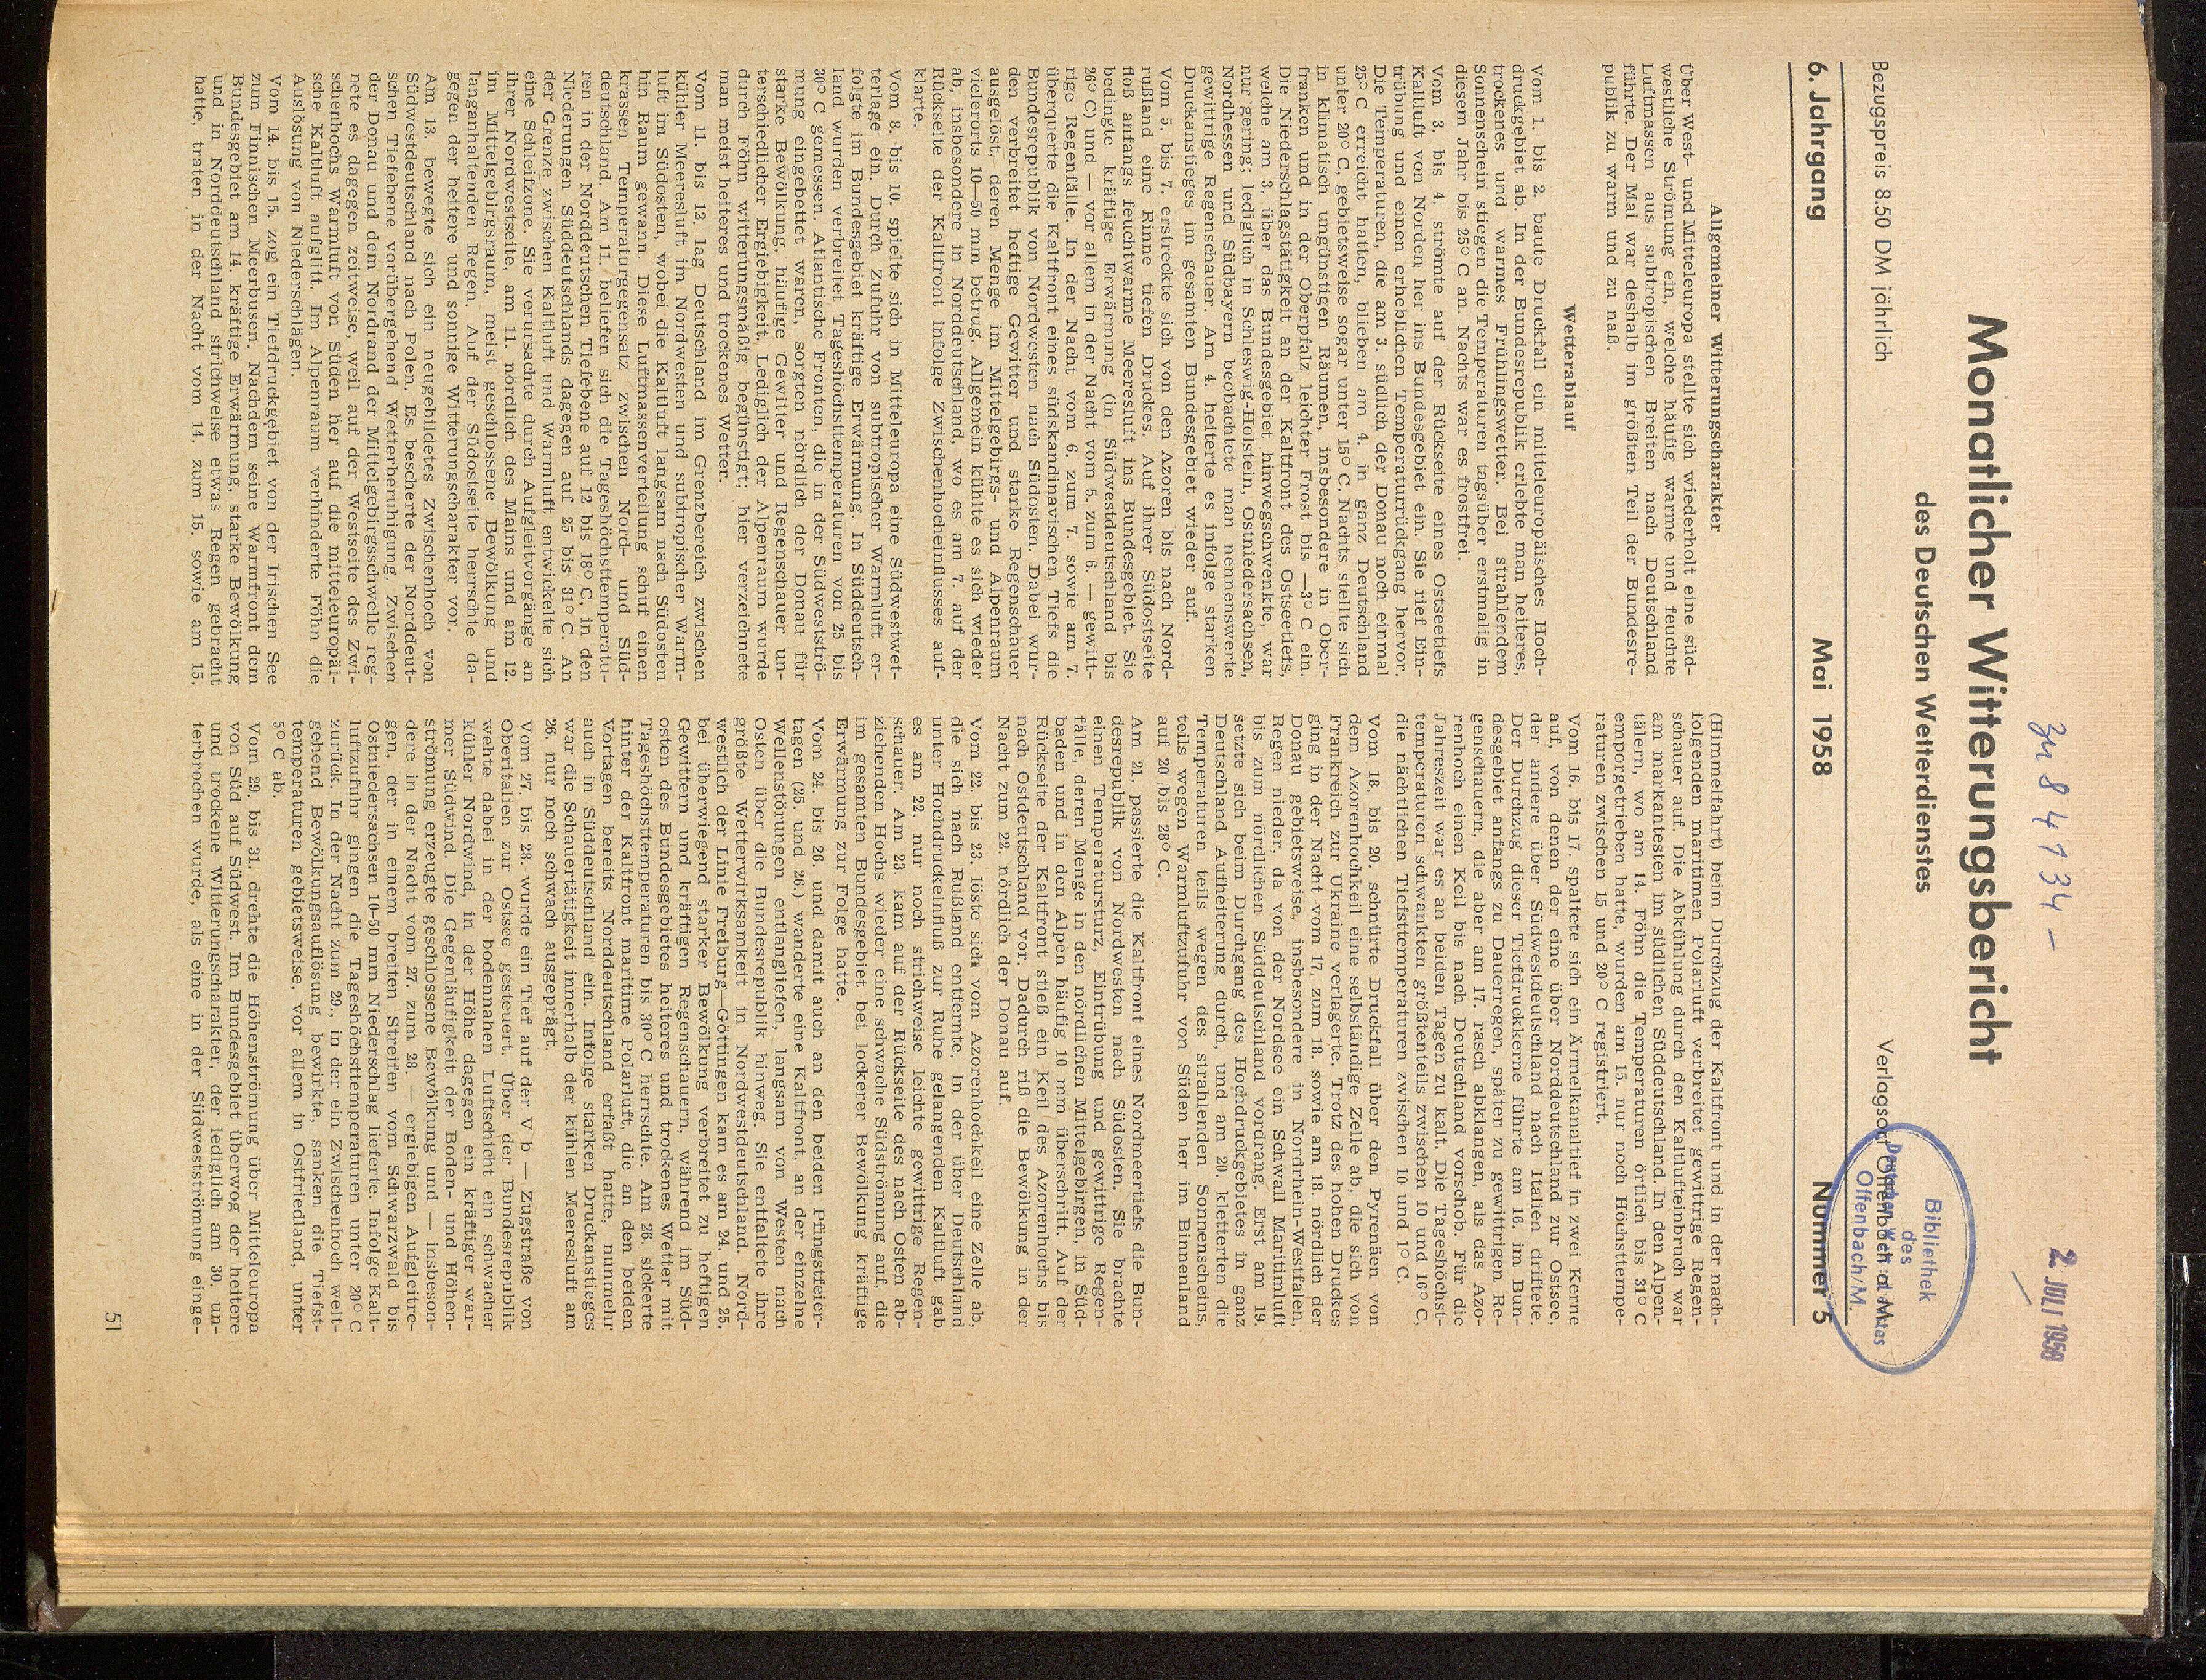 zu 84134 –
2. JULI 1958
Monatlicher Witterungsbericht
des Deutschen Wetterdienstes
Bibliothek
des
Deutschen Wetterd. Amtes
Offenbach/M.
Bezugspreis 8.50 DM jährlich
Verlagsort Offenbach a. M.
6. Jahrgang
Mai 1958
Nummer 5
Allgemeiner Witterungscharakter
Über West- und Mitteleuropa stellte sich wiederholt eine süd-
westliche Strömung ein, welche häufig warme und feuchte
Luftmassen aus subtropischen Breiten nach Deutschland
führte. Der Mai war deshalb im größten Teil der Bundesre-
publik zu warm und zu naß.
Wetterablauf
Vom 1. bis 2. baute Druckfall ein mitteleuropäisches Hoch-
druckgebiet ab. In der Bundesrepublik erlebte man heiteres,
trockenes und warmes Frühlingswetter. Bei strahlendem
Sonnenschein stiegen die Temperaturen tagsüber erstmalig in
diesem Jahr bis 25° C an. Nachts war es frostfrei.
Vom 3. bis 4. strömte auf der Rückseite eines Ostseetiefs
Kaltluft von Norden her ins Bundesgebiet ein. Sie rief Ein-
trübung und einen erheblichen Temperaturrückgang hervor.
Die Temperaturen, die am 3. südlich der Donau noch einmal
25° C erreicht hatten, blieben am 4. in ganz Deutschland
unter 20° C, gebietsweise sogar unter 15° C. Nachts stellte sich
in klimatisch ungünstigen Räumen, insbesondere in Ober-
franken und in der Oberpfalz leichter Frost bis —3° C ein.
Die Niederschlagstätigkeit an der Kaltfront des Ostseetiefs,
welche am 3. über das Bundesgebiet hinwegschwenkte, war
nur gering; lediglich in Schleswig-Holstein, Ostniedersachsen,
Nordhessen und Südbayern beobachtete man nennenswerte
gewittrige Regenschauer. Am 4. heiterte es infolge starken
Druckanstieges im gesamten Bundesgebiet wieder auf.
Vom 5. bis 7. erstreckte sich von den Azoren bis nach Nord-
rußland eine Rinne tiefen Druckes. Auf ihrer Südostseite
floß anfangs feuchtwarme Meeresluft ins Bundesgebiet. Sie
bedingte kräftige Erwärmung (in Südwestdeutschland bis
26° C) und — vor allem in der Nacht vom 5. zum 6. — gewitt-
rige Regenfälle. In der Nacht vom 6. zum 7. sowie am 7.
überquerte die Kaltfront eines südskandinavischen Tiefs die
Bundesrepublik von Nordwesten nach Südosten. Dabei wur-
den verbreitet heftige Gewitter und starke Regenschauer
ausgelöst, deren Menge im Mittelgebirgs- und Alpenraum
vielerorts 10—50 mm betrug. Allgemein kühlte es sich wieder
ab, insbesondere in Norddeutschland, wo es am 7. auf der
Rückseite der Kaltfront infolge Zwischenhocheinflusses auf-
klarte.
Vom 8. bis 10. spielte sich in Mitteleuropa eine Südwestwet-
terlage ein. Durch Zufuhr von subtropischer Warmluft er-
folgte im Bundesgebiet kräftige Erwärmung. In Süddeutsch-
land wurden verbreitet Tageshöchsttemperaturen von 25 bis
30° C gemessen. Atlantische Fronten, die in der Südwestströ-
mung eingebettet waren, sorgten nördlich der Donau für
starke Bewölkung, häufige Gewitter und Regenschauer un-
terschiedlicher Ergiebigkeit. Lediglich der Alpenraum wurde
durch Föhn witterungsmäßig begünstigt; hier verzeichnete
man meist heiteres und trockenes Wetter.
Vom 11. bis 12. lag Deutschland im Grenzbereich zwischen
kühler Meeresluft im Nordwesten und subtropischer Warm-
luft im Südosten, wobei die Kaltluft langsam nach Südosten
hin Raum gewann. Diese Luftmassenverteilung schuf einen
krassen Temperaturgegensatz zwischen Nord- und Süd-
deutschland. Am 11. beliefen sich die Tageshöchsttemperatu-
ren in der Norddeutschen Tiefebene auf 12 bis 18° C, in den
Niederungen Süddeutschlands dagegen auf 25 bis 31° C. An
der Grenze zwischen Kaltluft und Warmluft entwickelte sich
eine Schleifzone. Sie verursachte durch Aufgleitvorgänge an
ihrer Nordwestseite, am 11. nördlich des Mains und am 12.
im Mittelgebirgsraum, meist geschlossene Bewölkung und
langanhaltenden Regen. Auf der Südostseite herrschte da-
gegen der heitere und sonnige Witterungscharakter vor.
Am 13. bewegte sich ein neugebildetes Zwischenhoch von
Südwestdeutschland nach Polen. Es bescherte der Norddeut-
schen Tiefebene vorübergehend Wetterberuhigung. Zwischen
der Donau und dem Nordrand der Mittelgebirgsschwelle reg-
nete es dagegen zeitweise, weil auf der Westseite des Zwi-
schenhochs Warmluft von Süden her auf die mitteleuropäi-
sche Kaltluft aufglitt. Im Alpenraum verhinderte Föhn die
Auslösung von Niederschlägen.
Vom 14. bis 15. zog ein Tiefdruckgebiet von der Irischen See
zum Finnischen Meerbusen. Nachdem seine Warmfront dem
Bundesgebiet am 14. kräftige Erwärmung, starke Bewölkung
und in Norddeutschland strichweise etwas Regen gebracht
hatte, traten in der Nacht vom 14. zum 15. sowie am 15.
(Himmelfahrt) beim Durchzug der Kaltfront und in der nach-
folgenden maritimen Polarluft verbreitet gewittrige Regen-
schauer auf. Die Abkühlung durch den Kaltlufteinbruch war
am markantesten im südlichen Süddeutschland. In den Alpen-
tälern, wo am 14. Föhn die Temperaturen örtlich bis 31° C
emporgetrieben hatte, wurden am 15. nur noch Höchsttempe-
raturen zwischen 15 und 20° C registriert.
Vom 16. bis 17. spaltete sich ein Ärmelkanaltief in zwei Kerne
auf, von denen der eine über Norddeutschland zur Ostsee,
der andere über Südwestdeutschland nach Italien driftete.
Der Durchzug dieser Tiefdruckkerne führte am 16. im Bun-
desgebiet anfangs zu Dauerregen, später zu gewittrigen Re-
genschauern, die aber am 17. rasch abklangen, als das Azo-
renhoch einen Keil bis nach Deutschland vorschob. Für die
Jahreszeit war es an beiden Tagen zu kalt. Die Tageshöchst-
temperaturen schwankten größtenteils zwischen 10 und 16° C,
die nächtlichen Tiefsttemperaturen zwischen 10 und 1° C.
Vom 18. bis 20. schnürte Druckfall über den Pyrenäen von
dem Azorenhochkeil eine selbständige Zelle ab, die sich von
Frankreich zur Ukraine verlagerte. Trotz des hohen Druckes
ging in der Nacht vom 17. zum 18. sowie am 18. nördlich der
Donau gebietsweise, insbesondere in Nordrhein-Westfalen,
Regen nieder, da von der Nordsee ein Schwall Maritimluft
bis zum nördlichen Süddeutschland vordrang. Erst am 19.
setzte sich beim Durchgang des Hochdruckgebietes in ganz
Deutschland Aufheiterung durch, und am 20. kletterten die
Temperaturen teils wegen des strahlenden Sonnenscheins,
teils wegen Warmluftzufuhr von Süden her im Binnenland
auf 20 bis 28° C.
Am 21. passierte die Kaltfront eines Nordmeertiefs die Bun-
desrepublik von Nordwesten nach Südosten. Sie brachte
einen Temperatursturz, Eintrübung und gewittrige Regen-
fälle, deren Menge in den nördlichen Mittelgebirgen, in Süd-
baden und in den Alpen häufig 10 mm überschritt. Auf der
Rückseite der Kaltfront stieß ein Keil des Azorenhochs bis
nach Ostdeutschland vor. Dadurch riß die Bewölkung in der
Nacht zum 22. nördlich der Donau auf.
Vom 22. bis 23. löste sich vom Azorenhochkeil eine Zelle ab,
die sich nach Rußland entfernte. In der über Deutschland
unter Hochdruckeinfluß zur Ruhe gelangenden Kaltluft gab
es am 22. nur noch strichweise leichte gewittrige Regen-
schauer. Am 23. kam auf der Rückseite des nach Osten ab-
ziehenden Hochs wieder eine schwache Südströmung auf, die
im gesamten Bundesgebiet bei lockerer Bewölkung kräftige
Erwärmung zur Folge hatte.
Vom 24. bis 26. und damit auch an den beiden Pfingstfeier-
tagen (25. und 26.) wanderte eine Kaltfront, an der einzelne
Wellenstörungen entlangliefen, langsam von Westen nach
Osten über die Bundesrepublik hinweg. Sie entfaltete ihre
größte Wetterwirksamkeit in Nordwestdeutschland. Nord-
westlich der Linie Freiburg—Göttingen kam es am 24. und 25.
bei überwiegend starker Bewölkung verbreitet zu heftigen
Gewittern und kräftigen Regenschauern, während im Süd-
osten des Bundesgebietes heiteres und trockenes Wetter mit
Tageshöchsttemperaturen bis 30° C herrschte. Am 26. sickerte
hinter der Kaltfront maritime Polarluft, die an den beiden
Vortagen bereits Norddeutschland erfaßt hatte, nunmehr
auch in Süddeutschland ein. Infolge starken Druckanstieges
war die Schauertätigkeit innerhalb der kühlen Meeresluft am
26. nur noch schwach ausgeprägt.
Vom 27. bis 28. wurde ein Tief auf der V b — Zugstraße von
Oberitalien zur Ostsee gesteuert. Über der Bundesrepublik
wehte dabei in der bodennahen Luftschicht ein schwacher
kühler Nordwind, in der Höhe dagegen ein kräftiger war-
mer Südwind. Die Gegenläufigkeit der Boden- und Höhen-
strömung erzeugte geschlossene Bewölkung und — insbeson-
dere in der Nacht vom 27. zum 28. — ergiebigen Aufgleitre-
gen, der in einem breiten Streifen vom Schwarzwald bis
Ostniedersachsen 10-50 mm Niederschlag lieferte. Infolge Kalt-
luftzufuhr gingen die Tageshöchsttemperaturen unter 20° C
zurück. In der Nacht zum 29., in der ein Zwischenhoch weit-
gehend Bewölkungsauflösung bewirkte, sanken die Tiefst-
temperaturen gebietsweise, vor allem in Ostfriedland, unter
5° C ab.
Vom 29. bis 31. drehte die Höhenströmung über Mitteleuropa
von Süd auf Südwest. Im Bundesgebiet überwog der heitere
und trockene Witterungscharakter, der lediglich am 30. un-
terbrochen wurde, als eine in der Südwestströmung einge-
51